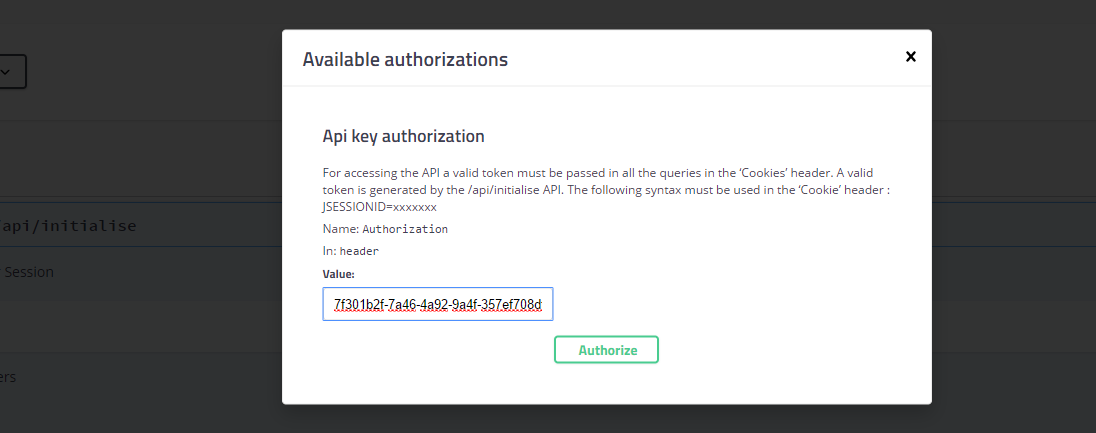 Available authorizations
Api key authorization
For accessing the API a valid token must be passed in all the queries in the ‘Cookies’ header. A valid
token is generated by the /api/initialise API. The following syntax must be used in the ‘Cookie’ header :
JSESSIONID=xxxxxxx
Name: Authorization
/api/initialise
In: header
Session
Value:
7f301b2f-7a46-4a92-9a4f-357ef708d
Authorize
ers